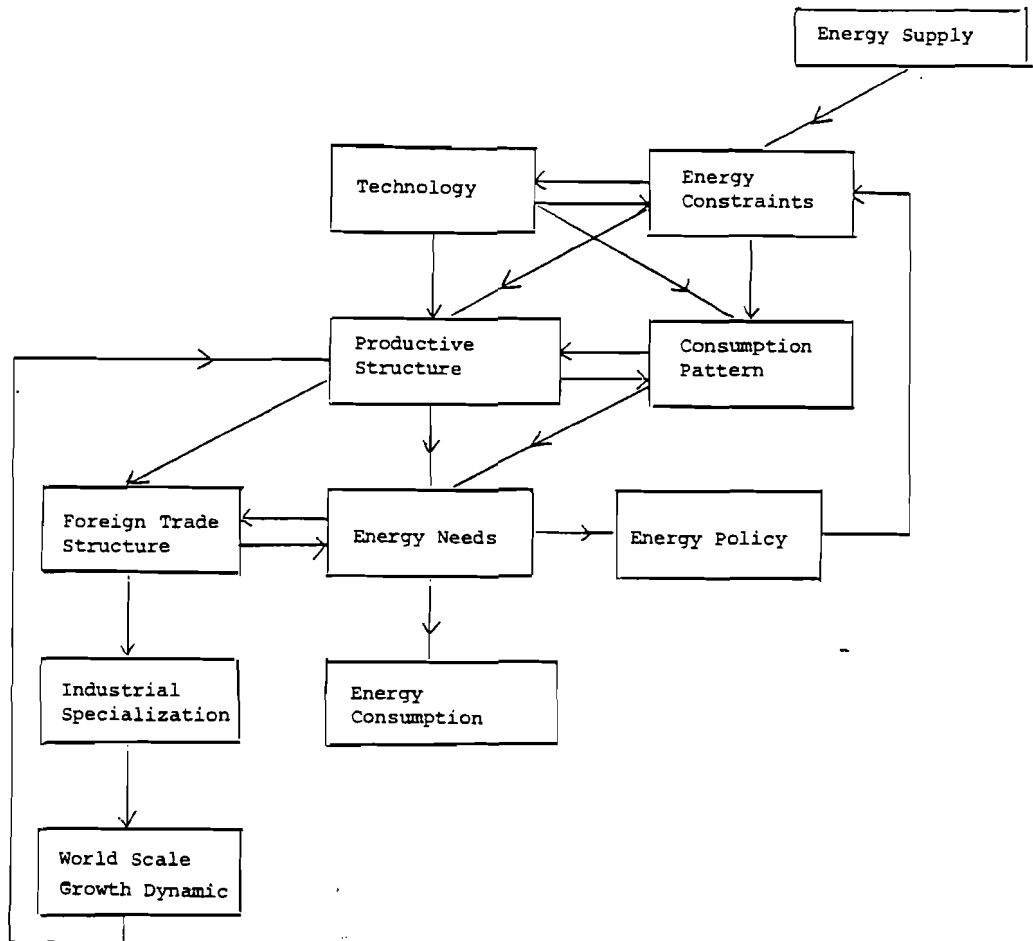 Energy Supply
Technology
Energy
Constraints
Productive
Structure
Consumption
Pattern
Foreign Trade
Structure
Energy Needs
Energy Policy
Industrial
Specialization
Energy
Consumption
World Scale
Growth Dynamic